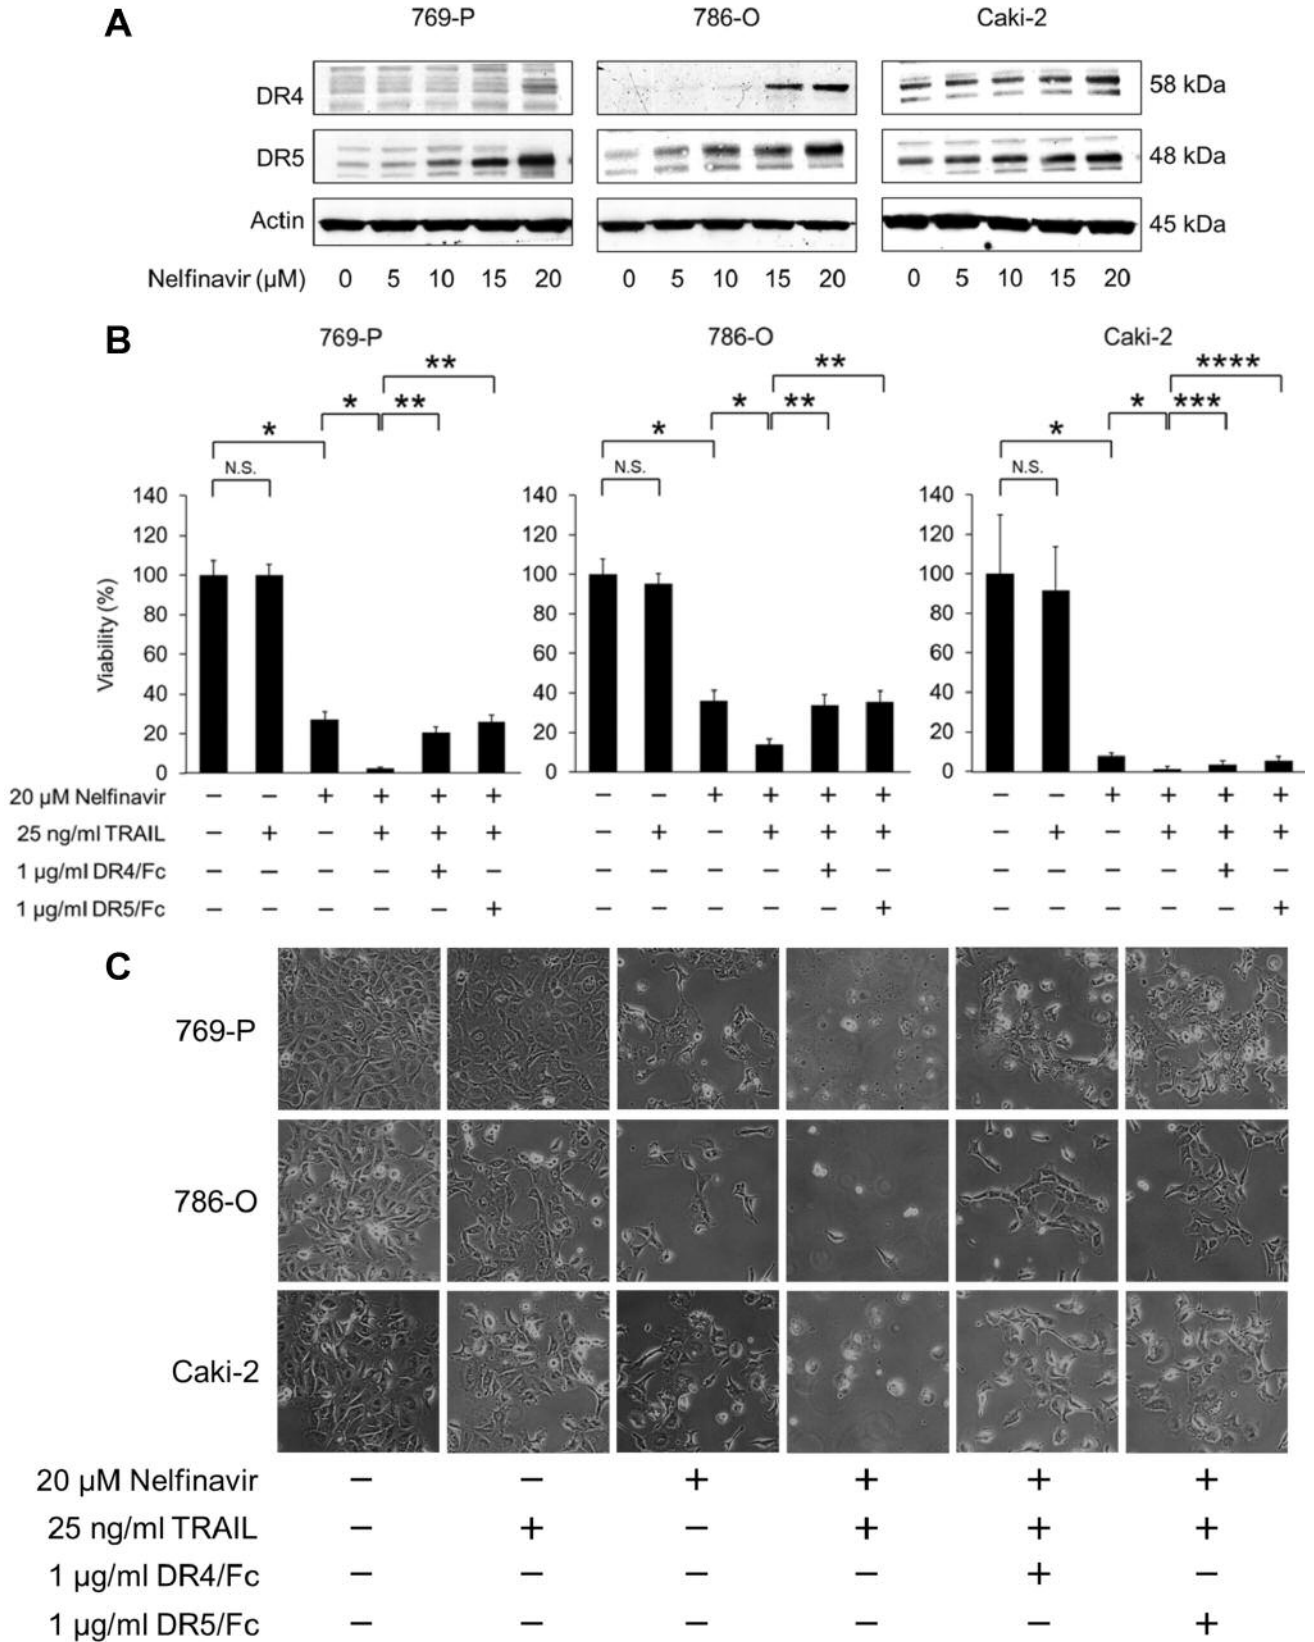 A
769-P 786-O Caki-2
DR4 58 kDa
DR5 48 kDa
Actin 45 kDa
Nelfinavir (µM) 0 5 10 15 20 0 5 10 15 20 0 5 10 15 20
B
769-P 786-O Caki-2
** ** ****
* ** * ** * ***
* * *
N.S. N.S. N.S.
140 140 140
120 120 120
100 100 100
80 80 80
60 60 60
40 40 40
20 20 20
0 0 0
Viability (%)
20 µM Nelfinavir − − + + + + − − + + + + − − + + + +
25 ng/ml TRAIL − + − + + + − + − + + + − + − + + +
1 µg/ml DR4/Fc − − − − + − − − − − + − − − − − + −
1 µg/ml DR5/Fc − − − − − + − − − − − + − − − − − +
C
769-P
786-O
Caki-2
20 µM Nelfinavir − − + + + +
25 ng/ml TRAIL − + − + + +
1 µg/ml DR4/Fc − − − − + −
1 µg/ml DR5/Fc − − − − − +